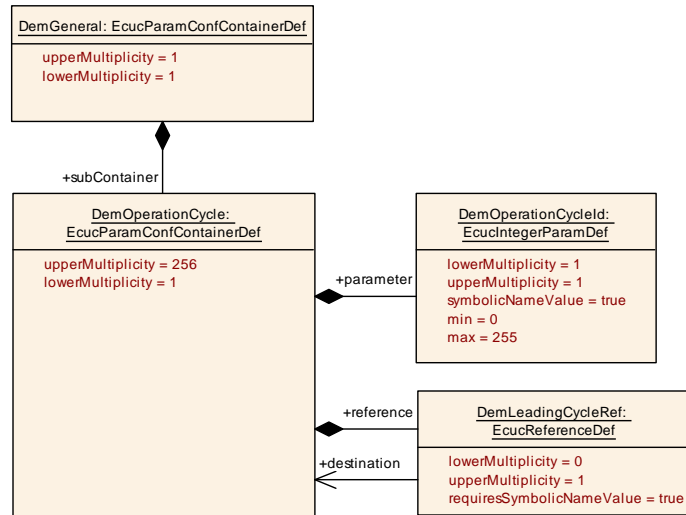 DemGeneral: EcucParamConfContainerDef
upperMultiplicity = 1
lowerMultiplicity = 1
+subContainer
DemOperationCycle:
EcucParamConfContainerDef
upperMultiplicity = 256
lowerMultiplicity = 1
+parameter
DemOperationCycleId:
EcucIntegerParamDef
lowerMultiplicity = 1
upperMultiplicity = 1
symbolicNameValue = true
min = 0
max = 255
+reference
+destination
DemLeadingCycleRef:
EcucReferenceDef
lowerMultiplicity = 0
upperMultiplicity = 1
requiresSymbolicNameValue = true